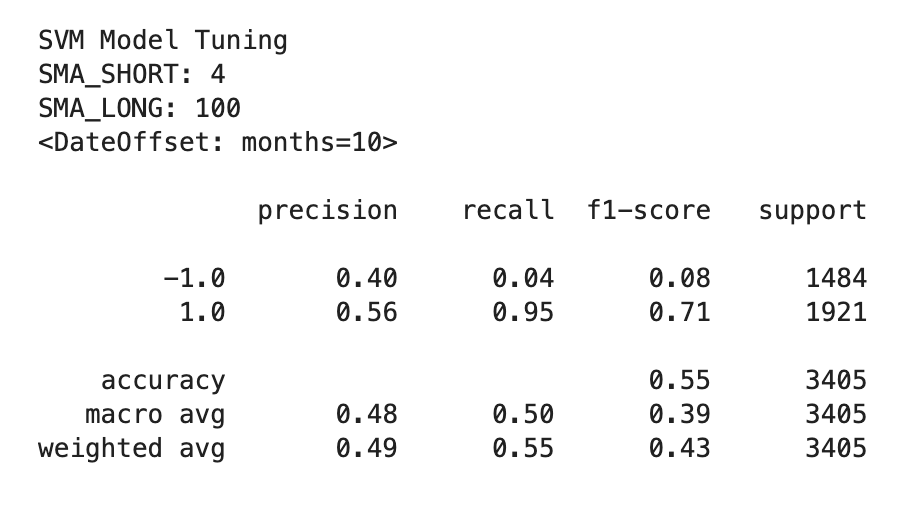 SVM Model Tuning
SMA_SHORT: 4
SMA_LONG: 100
<DateOffset: months=10>
precision recall f1-score support
-1.0 0.40 0.04 0.08 1484
1.0 0.56 0.95 0.71 1921
accuracy 0.55 3405
macro avg 0.48 0.50 0.39 3405
weighted avg 0.49 0.55 0.43 3405